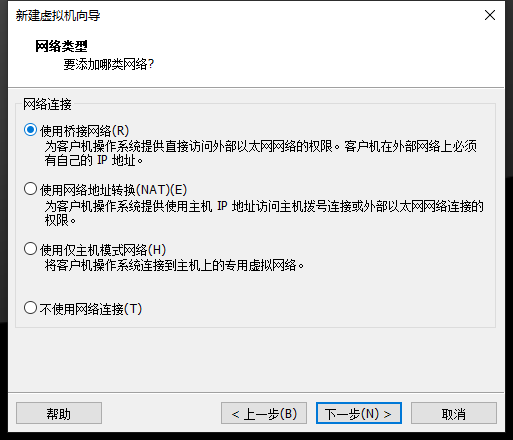 新建虚拟机向导
网络类型
要添加哪类网络?
网络连接
使用桥接网络(R)
为客户机操作系统提供直接访问外部以太网网络的权限。客户机在外部网络上必须
有自己的 IP 地址。
使用网络地址转换(NAT)(E)
为客户机操作系统提供使用主机 IP 地址访问主机拨号连接或外部以太网网络连接的
权限。
使用仅主机模式网络(H)
将客户机操作系统连接到主机上的专用虚拟网络。
不使用网络连接(T)
帮助
< 上一步(B)
下一步(N) >
取消